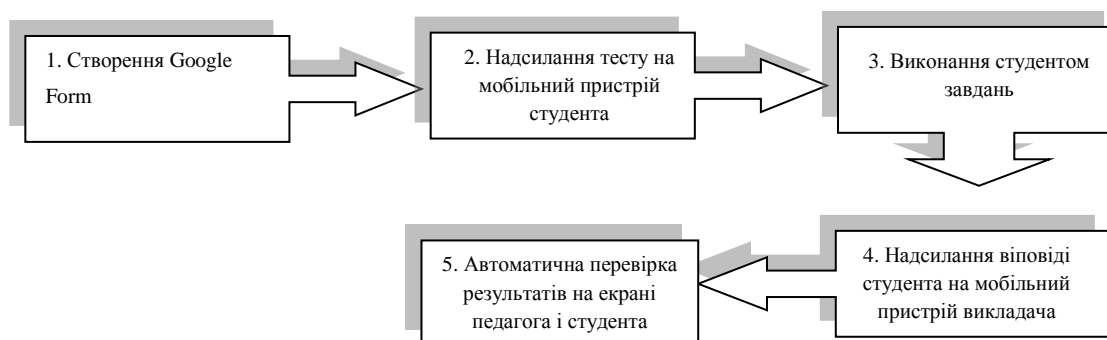 1. Створення Google
Form
2. Надсилання тесту на
мобільний пристрій
студента
3. Виконання студентом
завдань
4. Надсилання віповіді
студента на мобільний
пристрій викладача
5. Автоматична перевірка
результатів на екрані
педагога і студента